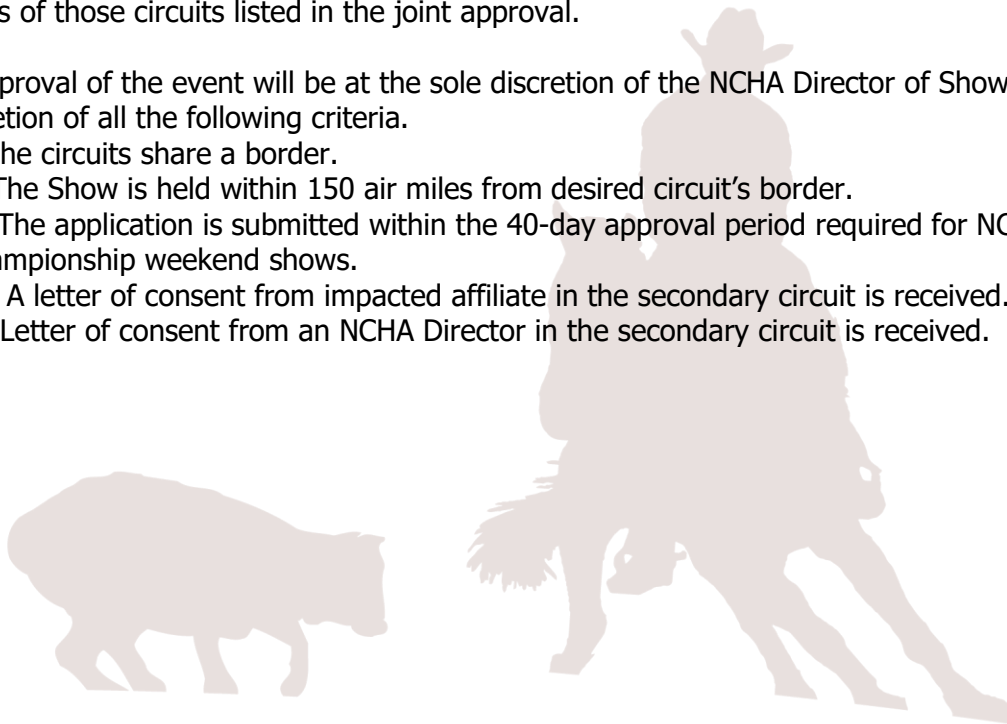 s of those circuits listed in the joint approval.
proval of the event will be at the sole discretion of the NCHA Director of Show
etion of all the following criteria.
he circuits share a border.
The Show is held within 150 air miles from desired circuit’s border.
The application is submitted within the 40-day approval period required for NC
ampionship weekend shows.
A letter of consent from impacted affiliate in the secondary circuit is received.
Letter of consent from an NCHA Director in the secondary circuit is received.